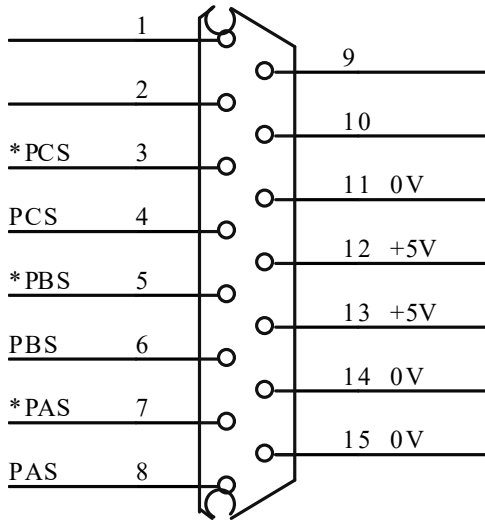 1
2
*PCS 3
PCS 4
*PBS 5
PBS 6
*PAS 7
PAS 8
9
10
11 0V
12 +5V
13 +5V
14 0V
15 0V